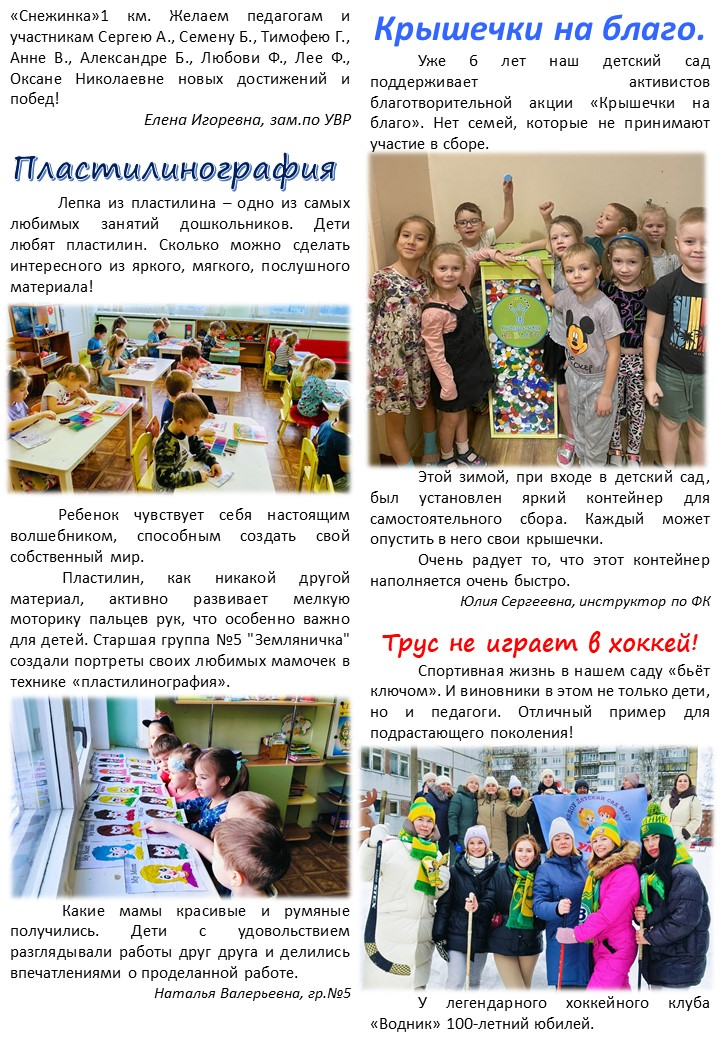 «Снежинка»1 км. Желаем педагогам и
участникам Сергею А., Семену Б., Тимофею Г.,
Анне В., Александре Б., Любови Ф., Лее Ф.,
Оксане Николаевне новых достижений и
побед!
Елена Игоревна, зам.по УВР
Пластилинография
Лепка из пластилина – одно из самых
любимых занятий дошкольников. Дети
любят пластилин. Сколько можно сделать
интересного из яркого, мягкого, послушного
материала!
Ребенок чувствует себя настоящим
волшебником, способным создать свой
собственный мир.
Пластилин, как никакой другой
материал, активно развивает мелкую
моторику пальцев рук, что особенно важно
для детей. Старшая группа №5 "Земляничка"
создали портреты своих любимых мамочек в
технике «пластилинография».
Какие мамы красивые и румяные
получились. Дети с удовольствием
разглядывали работы друг друга и делились
впечатлениями о проделанной работе.
Наталья Валерьевна, гр.№5
Крышечки на благо.
Уже 6 лет наш детский сад
поддерживает активистов
благотворительной акции «Крышечки на
благо». Нет семей, которые не принимают
участие в сборе.
Этой зимой, при входе в детский сад,
был установлен яркий контейнер для
самостоятельного сбора. Каждый может
опустить в него свои крышечки.
Очень радует то, что этот контейнер
наполняется очень быстро.
Юлия Сергеевна, инструктор по ФК
Трус не играет в хоккей!
Спортивная жизнь в нашем саду «бьёт
ключом». И виновники в этом не только дети,
но и педагоги. Отличный пример для
подрастающего поколения!
У легендарного хоккейного клуба
«Водник» 100-летний юбилей.